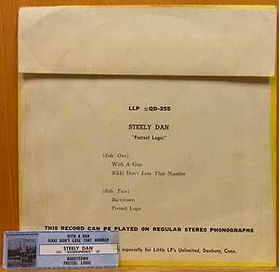 LLP #QD-255
STEELY DAN
"Pretzel Logic"
(Side One)
With A Gun
Rikki Don't Lose That Number
(Side Two)
Barrytown
Pretzel Logic
THIS RECORD CAN BE PLAYED ON REGULAR STEREO PHONOGRAPHS
especially for Little LP's Unlimited, Danbury, Conn.
WITH A GUN
RIKKI DON'T LOSE THAT NUMBER
STEELY DAN
BARRYTOWN
PRETZEL LOGIC